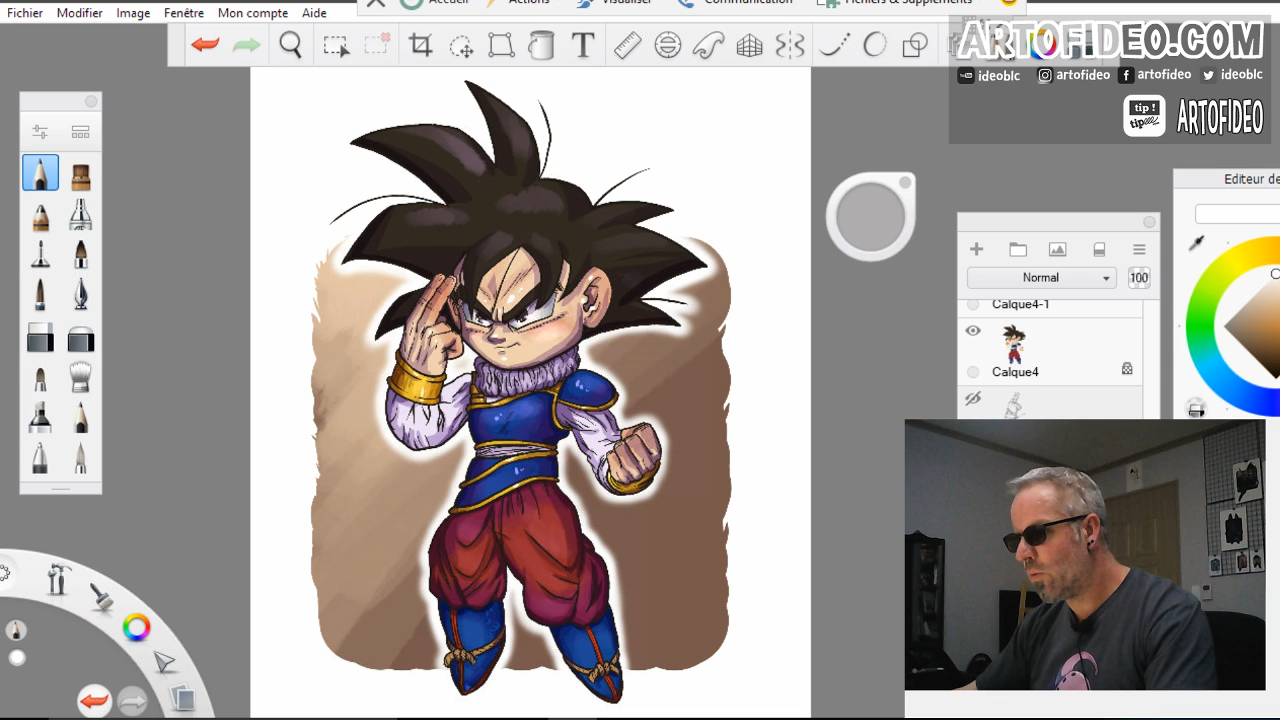 Accueil Actions Visualiser Communication Fichiers & Suppléments
Fichier Modifier Image Fenêtre Mon compte Aide
T
ARTOFIDEO.COM
ideoblc artofideo artofideo ideoblc
tip!
tip
ARTOFIDEO
Editeur de
Normal 100
Calque4-1
Calque4